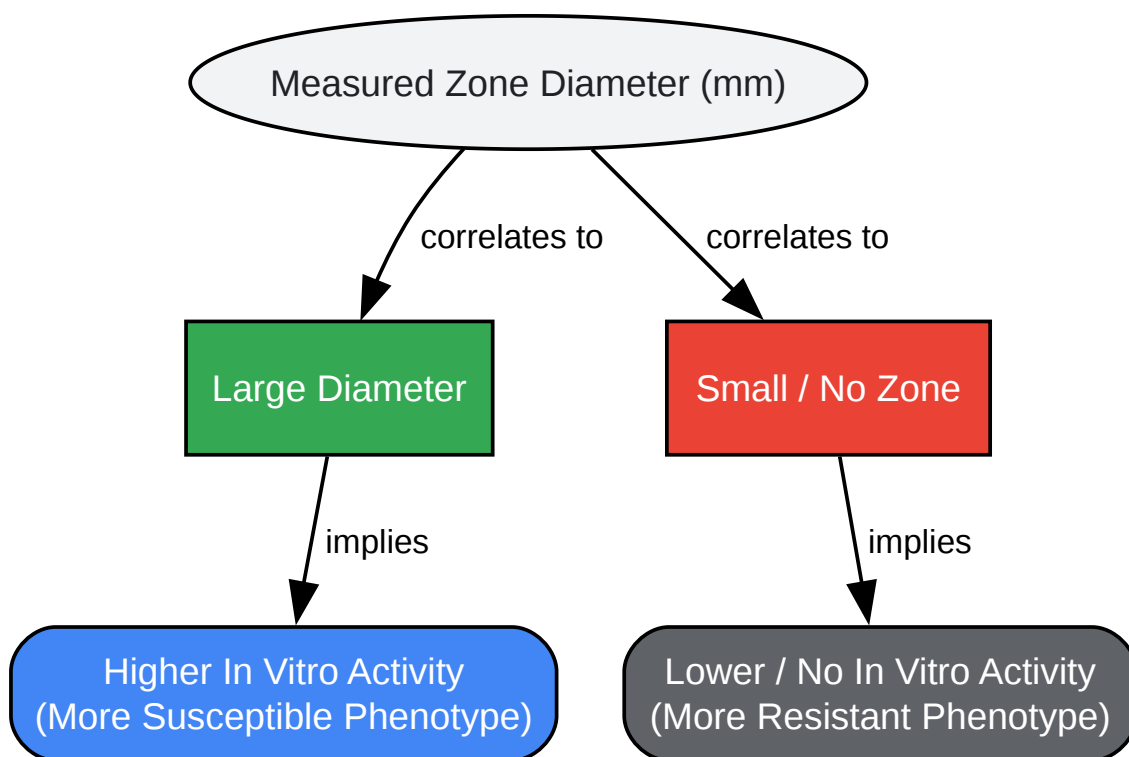 Measured Zone Diameter (mm)
correlates to
correlates to
Large Diameter
Small / No Zone
implies
implies
Higher In Vitro Activity
(More Susceptible Phenotype)
Lower / No In Vitro Activity
(More Resistant Phenotype)